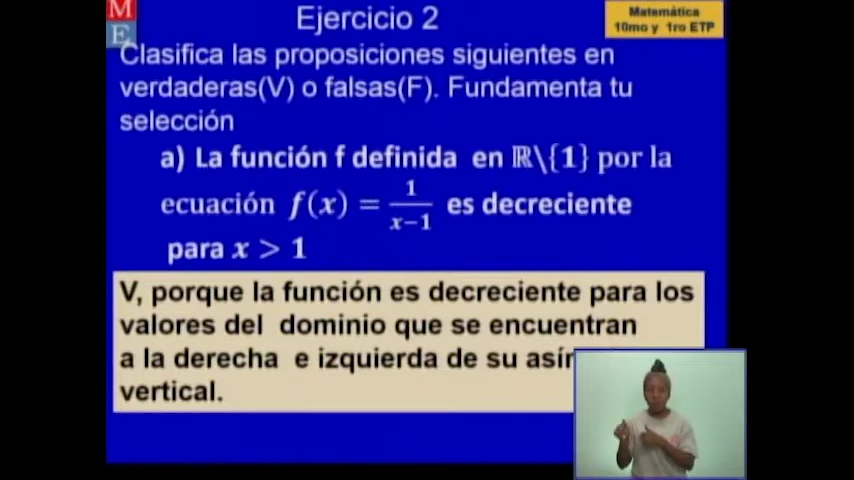 M
E
Ejercicio 2
Matemática
10mo y 1ro ETP
Clasifica las proposiciones siguientes en
verdaderas(V) o falsas(F). Fundamenta tu
selección
a) La función f definida en ℝ\{1} por la
ecuación f(x) = 1/(x−1) es decreciente
para x > 1
V, porque la función es decreciente para los
valores del dominio que se encuentran
a la derecha e izquierda de su
vertical.